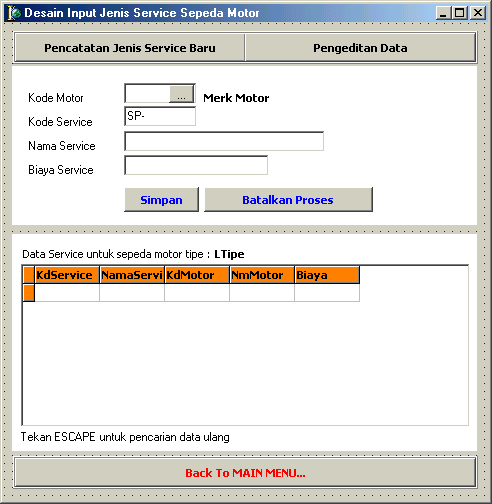 Desain Input Jenis Service Sepeda Motor
Pencatatan Jenis Service Baru Pengeditan Data
Kode Motor ... Merk Motor
Kode Service SP-
Nama Service
Biaya Service
Simpan Batalkan Proses
Data Service untuk sepeda motor tipe : LTipe
KdService NamaServi KdMotor NmMotor Biaya
Tekan ESCAPE untuk pencarian data ulang
Back To MAIN MENU...